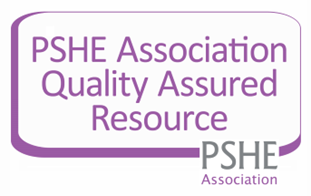 PSHE Association
Quality Assured
Resource
PSHE
Association